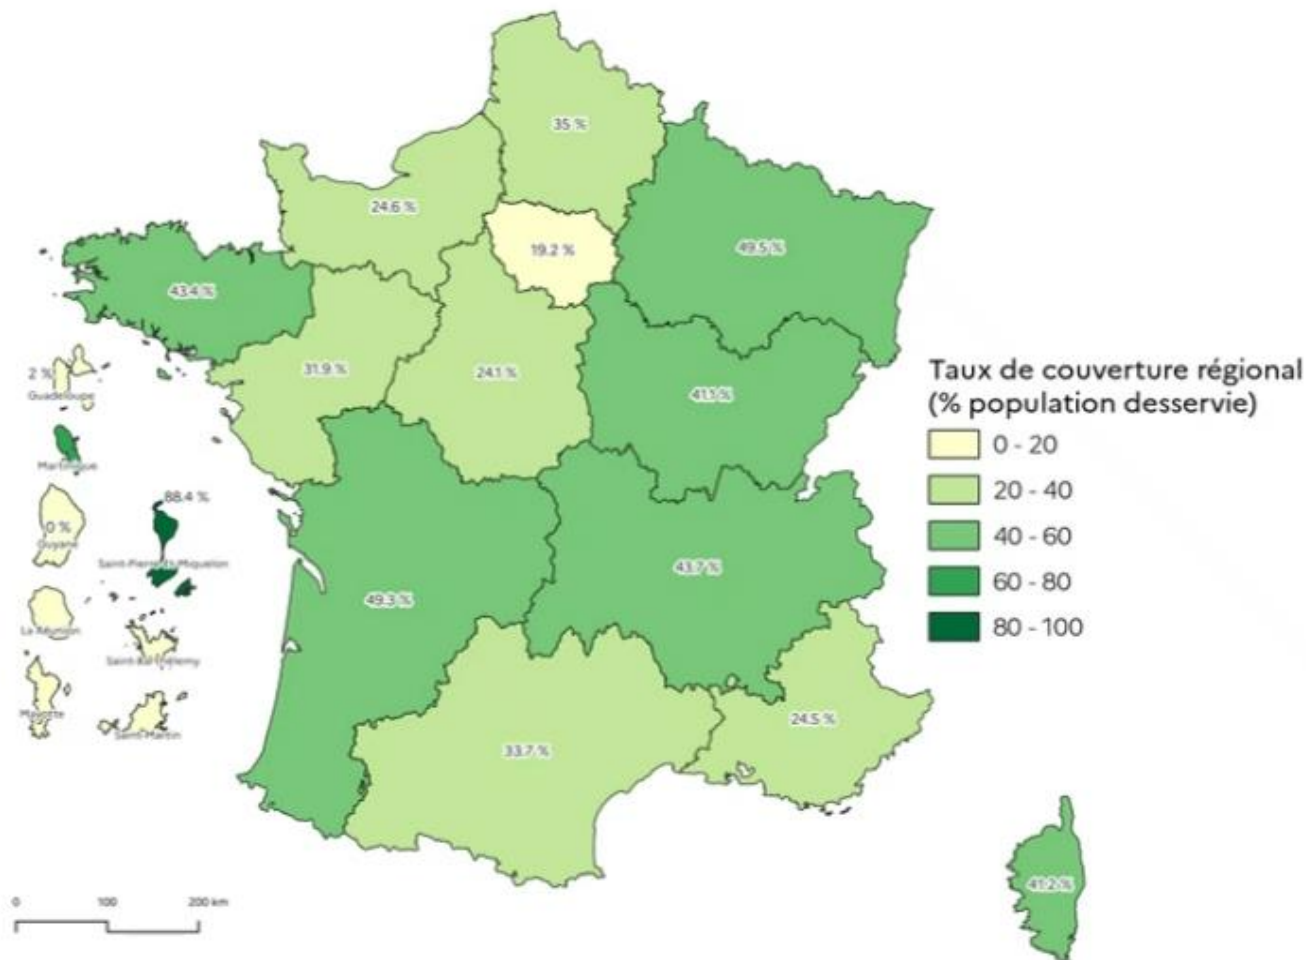 35 %
24.6 %
19.2 %
49.5 %
43.4 %
31.9 %
24.1 %
41.1 %
2 %
Guadeloupe
Martinique
88.4 %
0 %
Guyane
Saint-Pierre-et-Miquelon
La Réunion
Saint-Barthélemy
Mayotte
Saint-Martin
49.3 %
43.7 %
33.7 %
24.5 %
41.2 %
Taux de couverture régional
(% population desservie)
0 - 20
20 - 40
40 - 60
60 - 80
80 - 100
0 100 200 km